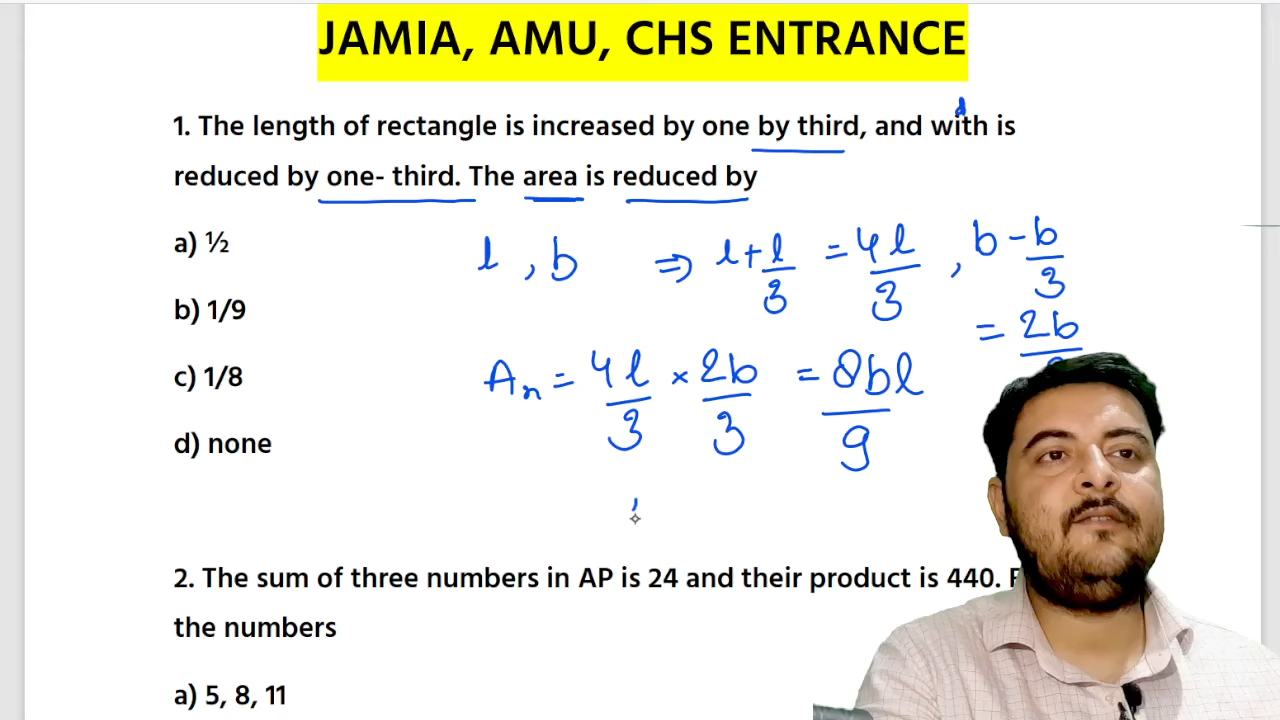 JAMIA, AMU, CHS ENTRANCE
d
1. The length of rectangle is increased by one by third, and with is
reduced by one- third. The area is reduced by
a) ½
b) 1/9
c) 1/8
d) none
l , b ⇒ l + l/3 = 4l/3 , b - b/3
= 2b
An = 4l/3 × 2b/3 = 8bl/9
2. The sum of three numbers in AP is 24 and their product is 440.
the numbers
a) 5, 8, 11